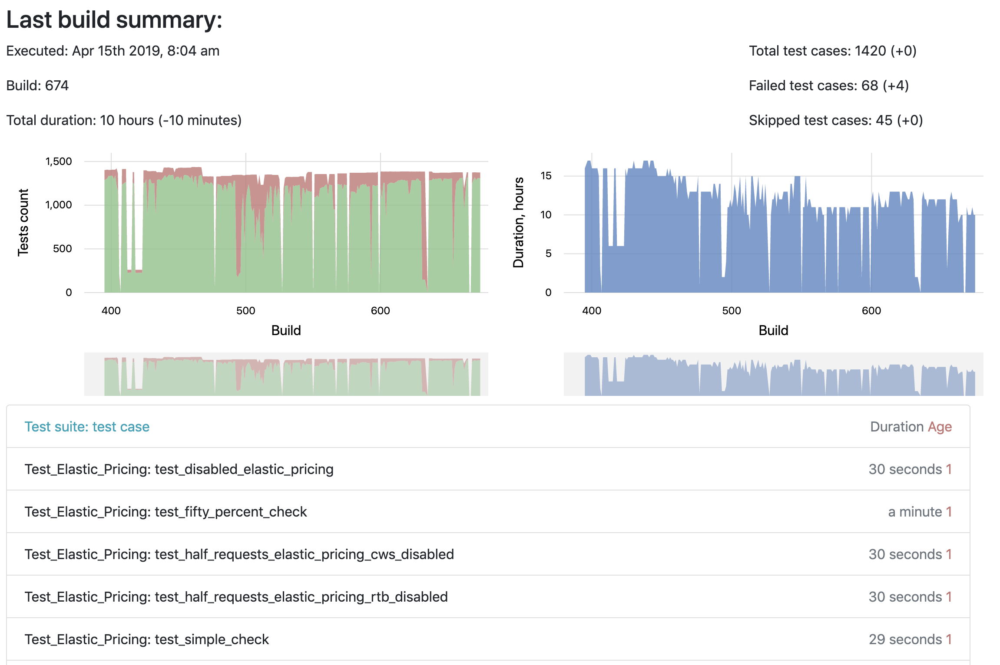 Last build summary:
Executed: Apr 15th 2019, 8:04 am
Total test cases: 1420 (+0)
Build: 674
Failed test cases: 68 (+4)
Total duration: 10 hours (-10 minutes)
Skipped test cases: 45 (+0)
Tests count
1,500
1,000
500
0
400
500
600
Build
Duration, hours
15
10
5
0
400
500
600
Build
Test suite: test case
Duration Age
Test_Elastic_Pricing: test_disabled_elastic_pricing
30 seconds 1
Test_Elastic_Pricing: test_fifty_percent_check
a minute 1
Test_Elastic_Pricing: test_half_requests_elastic_pricing_cws_disabled
30 seconds 1
Test_Elastic_Pricing: test_half_requests_elastic_pricing_rtb_disabled
30 seconds 1
Test_Elastic_Pricing: test_simple_check
29 seconds 1